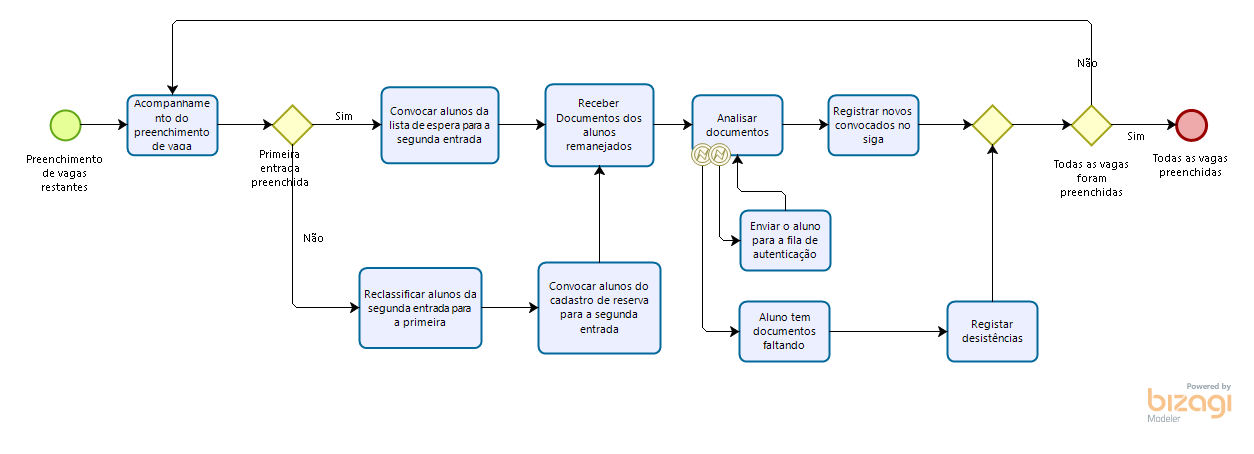 Preenchimento
de vagas
restantes
Acompanhame
nto do
preenchimento
de vaga
Primeira
entrada
preenchida
Sim
Não
Convocar alunos da
lista de espera para a
segunda entrada
Reclassificar alunos da
segunda entrada para
a primeira
Convocar alunos do
cadastro de reserva
para a segunda
entrada
Receber
Documentos dos
alunos
remanejados
Analisar
documentos
Enviar o aluno
para a fila de
autenticação
Aluno tem
documentos
faltando
Registrar novos
convocados no
siga
Registar
desistências
Não
Todas as vagas
foram
preenchidas
Sim
Todas as vagas
preenchidas
Powered by
bizagi
Modeler